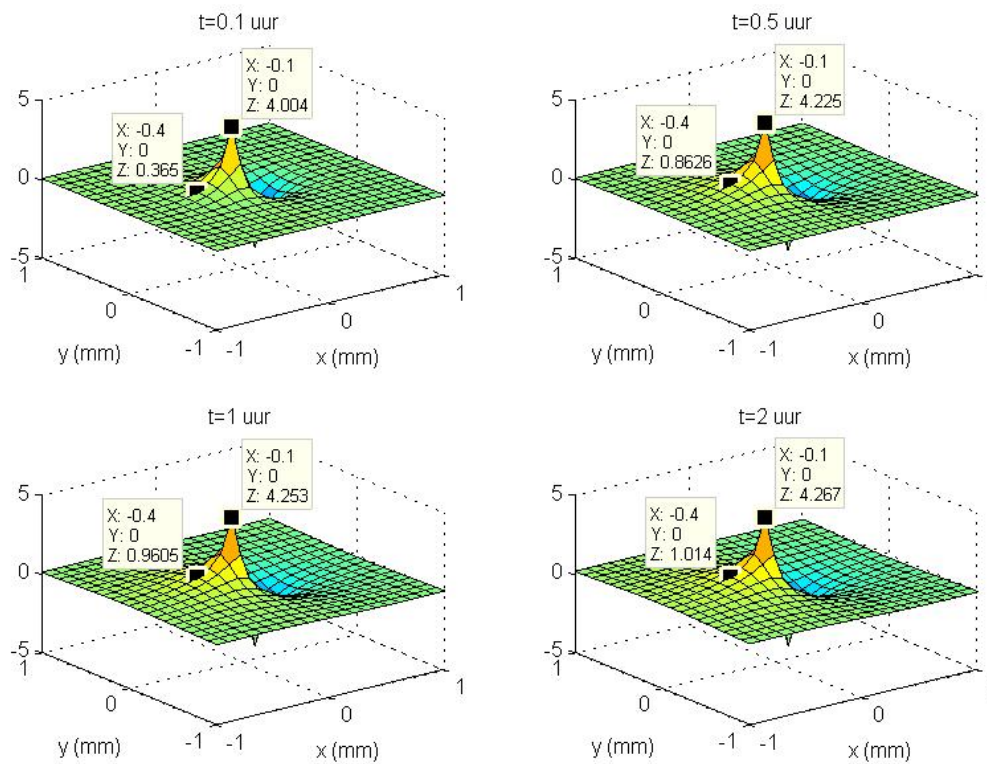 t=0.1 uur
X: -0.1
Y: 0
Z: 4.004
X: -0.4
Y: 0
Z: 0.365
5
0
-5
1
0
-1
y (mm)
-1
0
1
x (mm)
t=0.5 uur
X: -0.1
Y: 0
Z: 4.225
X: -0.4
Y: 0
Z: 0.8626
5
0
-5
1
0
-1
y (mm)
-1
0
x (mm)
t=1 uur
X: -0.1
Y: 0
Z: 4.253
X: -0.4
Y: 0
Z: 0.9605
5
0
-5
1
0
-1
y (mm)
-1
0
1
x (mm)
t=2 uur
X: -0.1
Y: 0
Z: 4.267
X: -0.4
Y: 0
Z: 1.014
5
0
-5
1
0
-1
y (mm)
-1
0
x (mm)